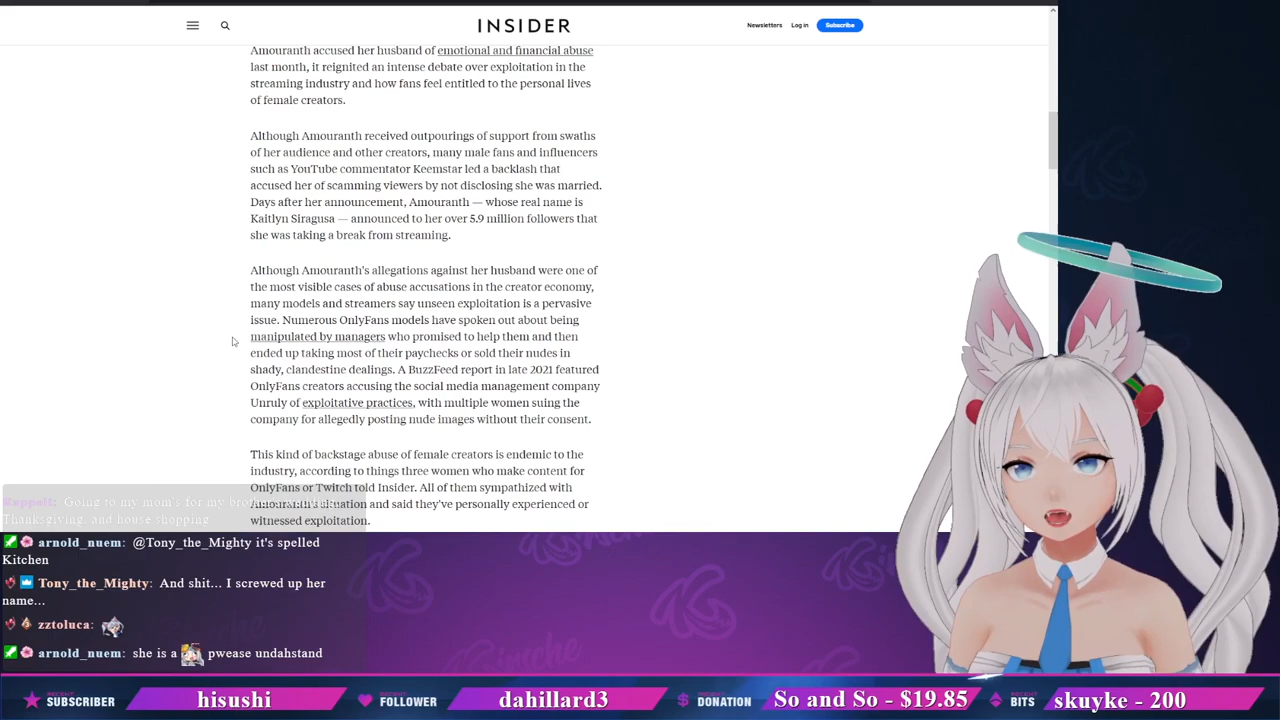 INSIDER
Newsletters
Log in
Subscribe
Amouranth accused her husband of emotional and financial abuse
last month, it reignited an intense debate over exploitation in the
streaming industry and how fans feel entitled to the personal lives
of female creators.
Although Amouranth received outpourings of support from swaths
of her audience and other creators, many male fans and influencers
such as YouTube commentator Keemstar led a backlash that
accused her of scamming viewers by not disclosing she was married.
Days after her announcement, Amouranth — whose real name is
Kaitlyn Siragusa — announced to her over 5.9 million followers that
she was taking a break from streaming.
Although Amouranth's allegations against her husband were one of
the most visible cases of abuse accusations in the creator economy,
many models and streamers say unseen exploitation is a pervasive
issue. Numerous OnlyFans models have spoken out about being
manipulated by managers who promised to help them and then
ended up taking most of their paychecks or sold their nudes in
shady, clandestine dealings. A BuzzFeed report in late 2021 featured
OnlyFans creators accusing the social media management company
Unruly of exploitative practices, with multiple women suing the
company for allegedly posting nude images without their consent.
This kind of backstage abuse of female creators is endemic to the
industry, according to things three women who make content for
OnlyFans or Twitch told Insider. All of them sympathized with
and said they've personally experienced or
witnessed exploitation.
Going to my mom's for my
Thanksgiving, and house shopping
arnold_nuem: @Tony_the_Mighty it's spelled
Kitchen
Tony_the_Mighty: And shit... I screwed up her
name...
zztoluca:
arnold_nuem: she is a pwease undahstand
RECENT SUBSCRIBER
hisushi
RECENT FOLLOWER
dahillard3
RECENT DONATION
So and So - $19.85
RECENT BITS
skuyke - 200